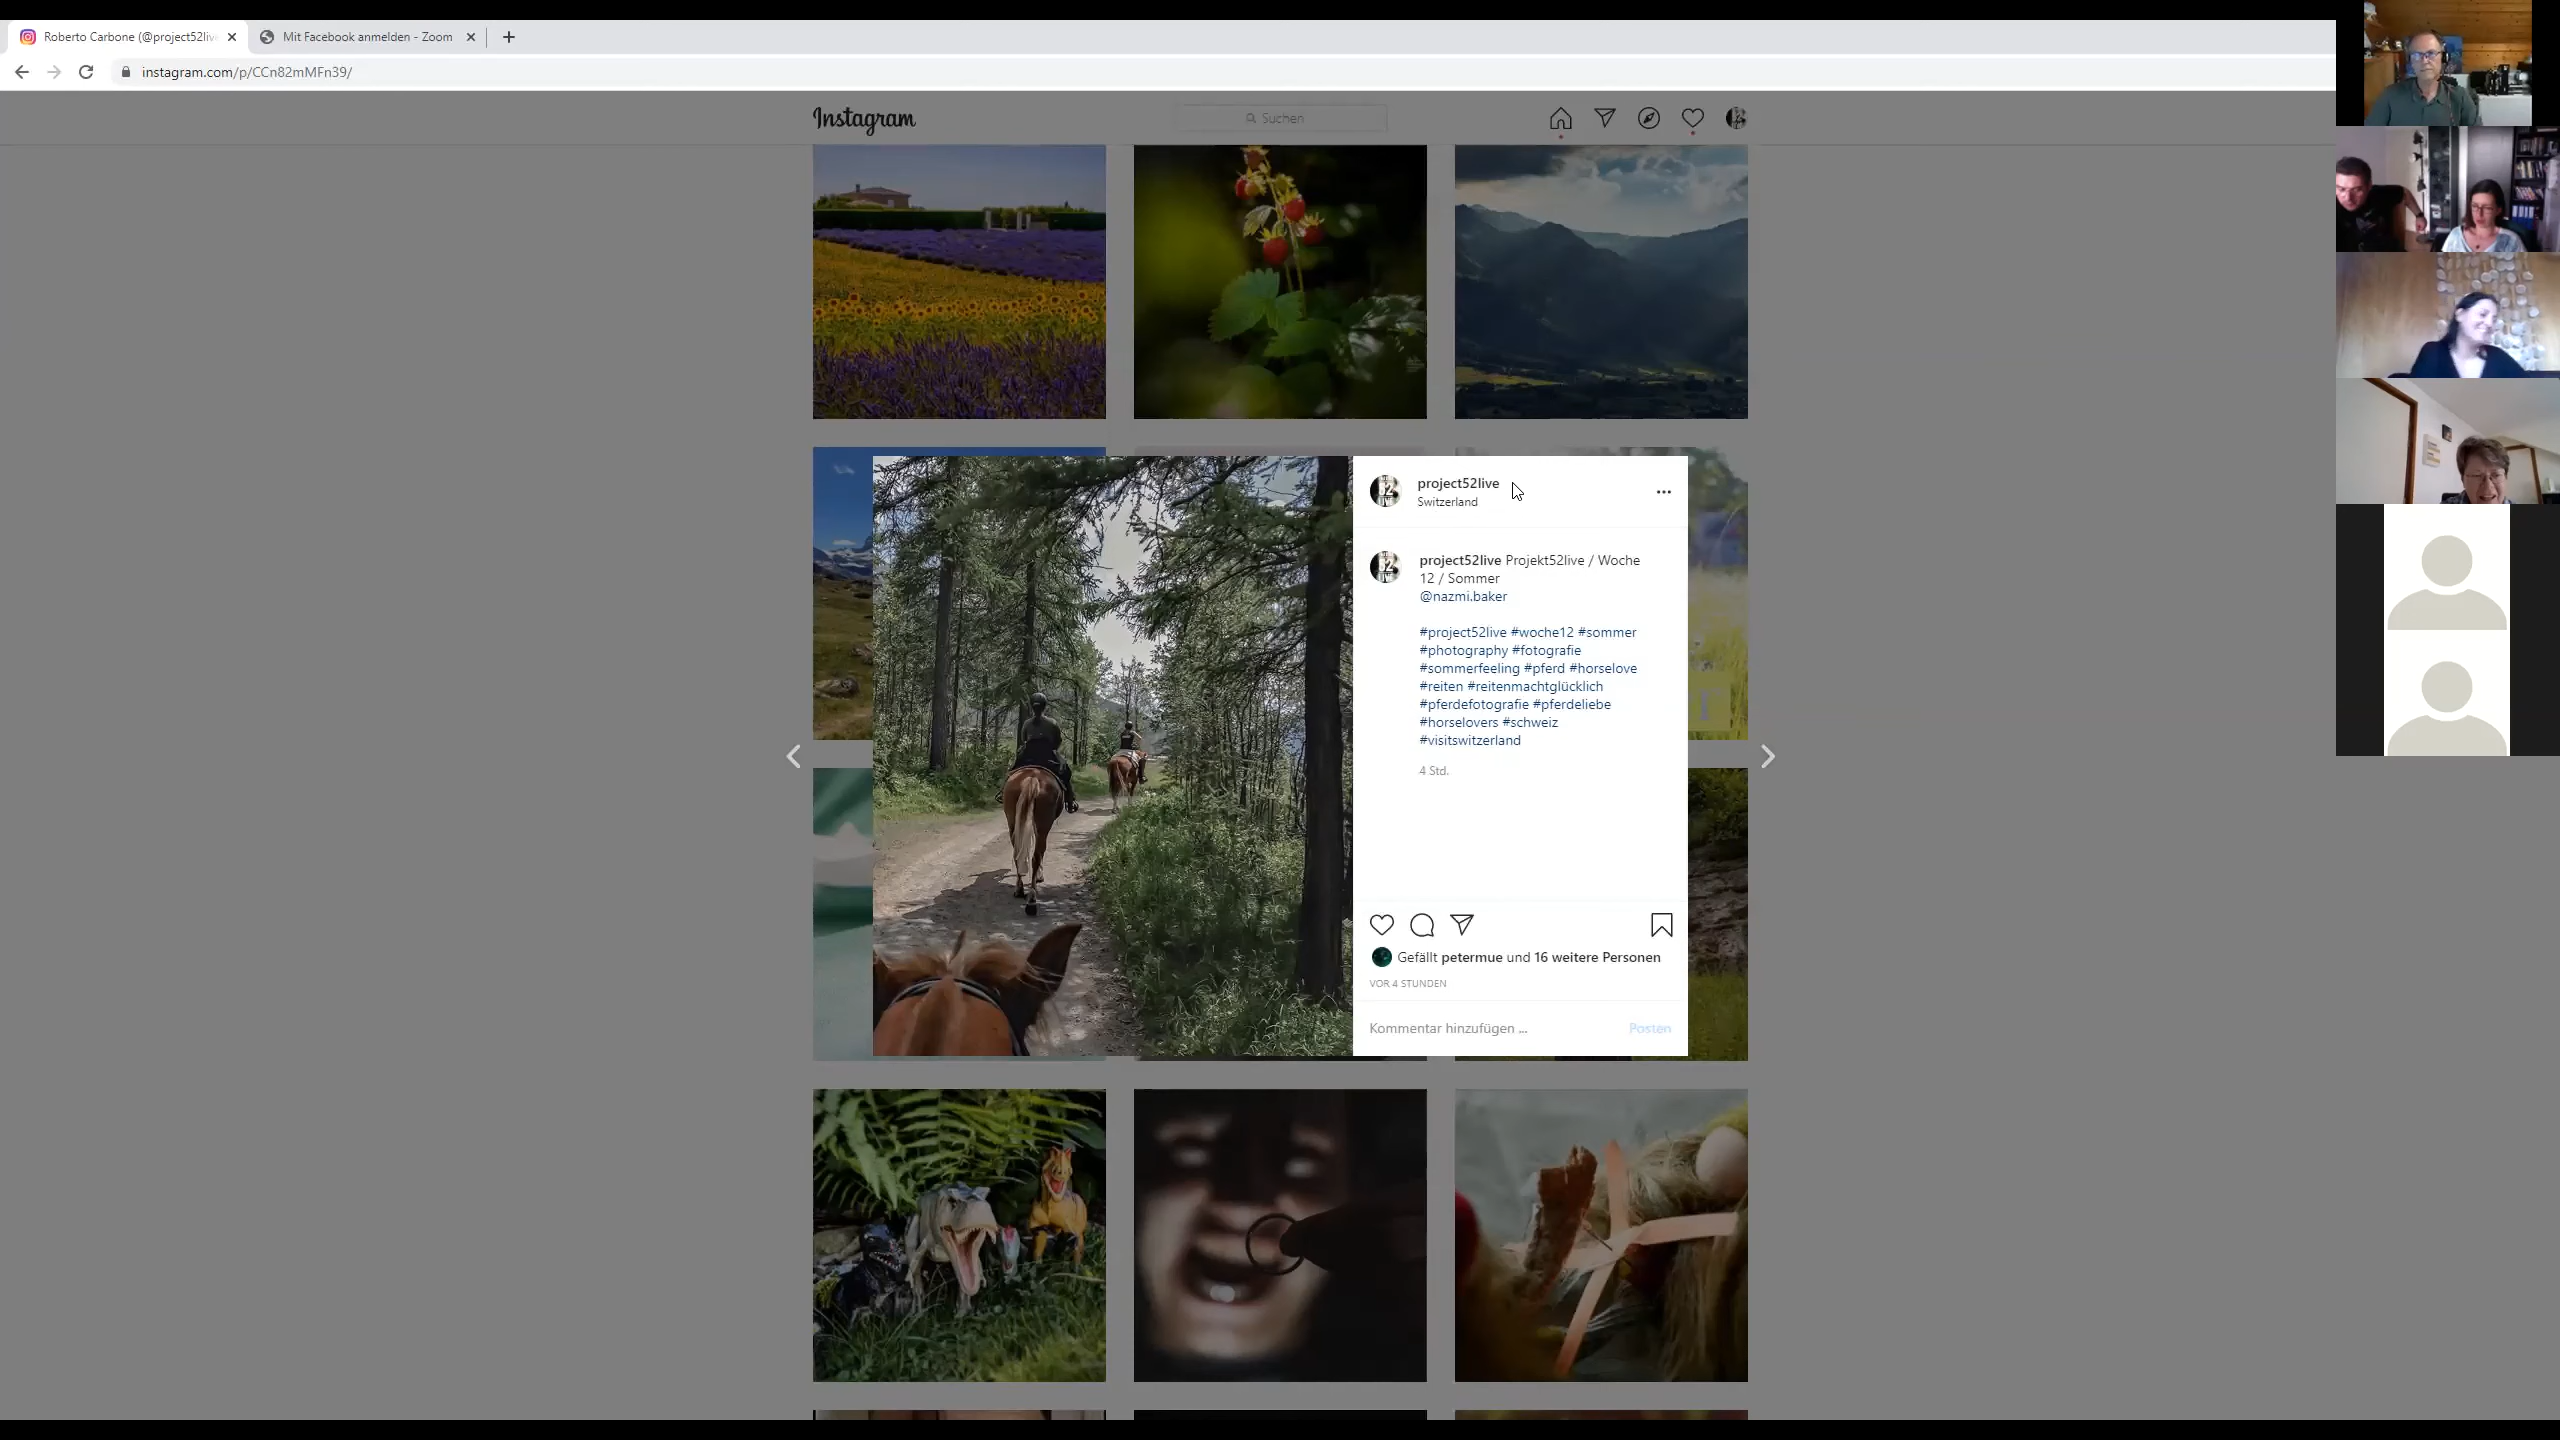 Roberto Carbone (@project52liv
Mit Facebook anmelden - Zoom
instagram.com/p/CCn82mMFn39/
Instagram
Suchen
project52live
Switzerland
project52live Projekt52live / Woche
12 / Sommer
@nazmi.baker
#project52live #woche12 #sommer
#photography #fotografie
#sommerfeeling #pferd #horselove
#reiten #reitenmachtglücklich
#pferdefotografie #pferdeliebe
#horselovers #schweiz
#visitswitzerland
4 Std.
Gefällt petermue und 16 weitere Personen
VOR 4 STUNDEN
Kommentar hinzufügen ...
Posten